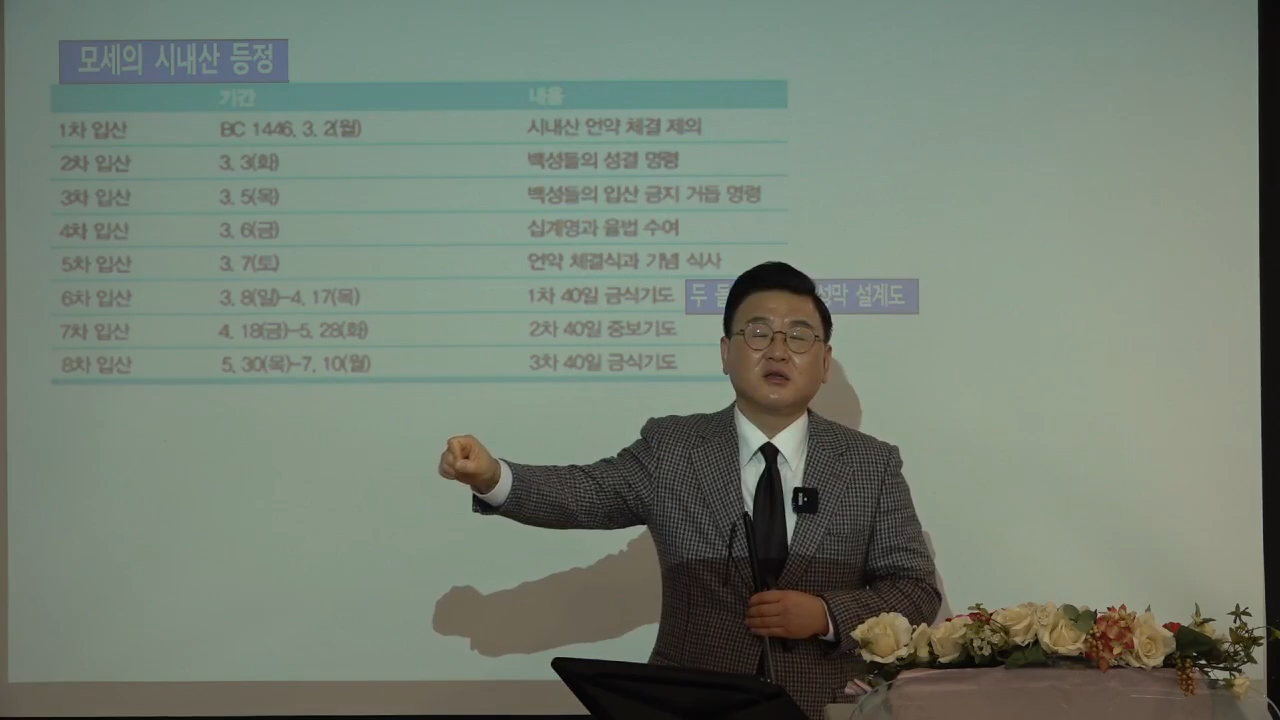 모세의 시내산 등정
기간 내용
1차 입산 BC 1446. 3. 2(월) 시내산 언약 체결 제의
2차 입산 3. 3(화) 백성들의 성결 명령
3차 입산 3. 5(목) 백성들의 입산 금지 거듭 명령
4차 입산 3. 6(금) 십계명과 율법 수여
5차 입산 3. 7(토) 언약 체결식과 기념 식사
6차 입산 3. 8(일)-4. 17(목) 1차 40일 금식기도 두 성막 설계도
7차 입산 4. 18(금)-5. 28(화) 2차 40일 중보기도
8차 입산 5. 30(목)-7. 10(월) 3차 40일 금식기도